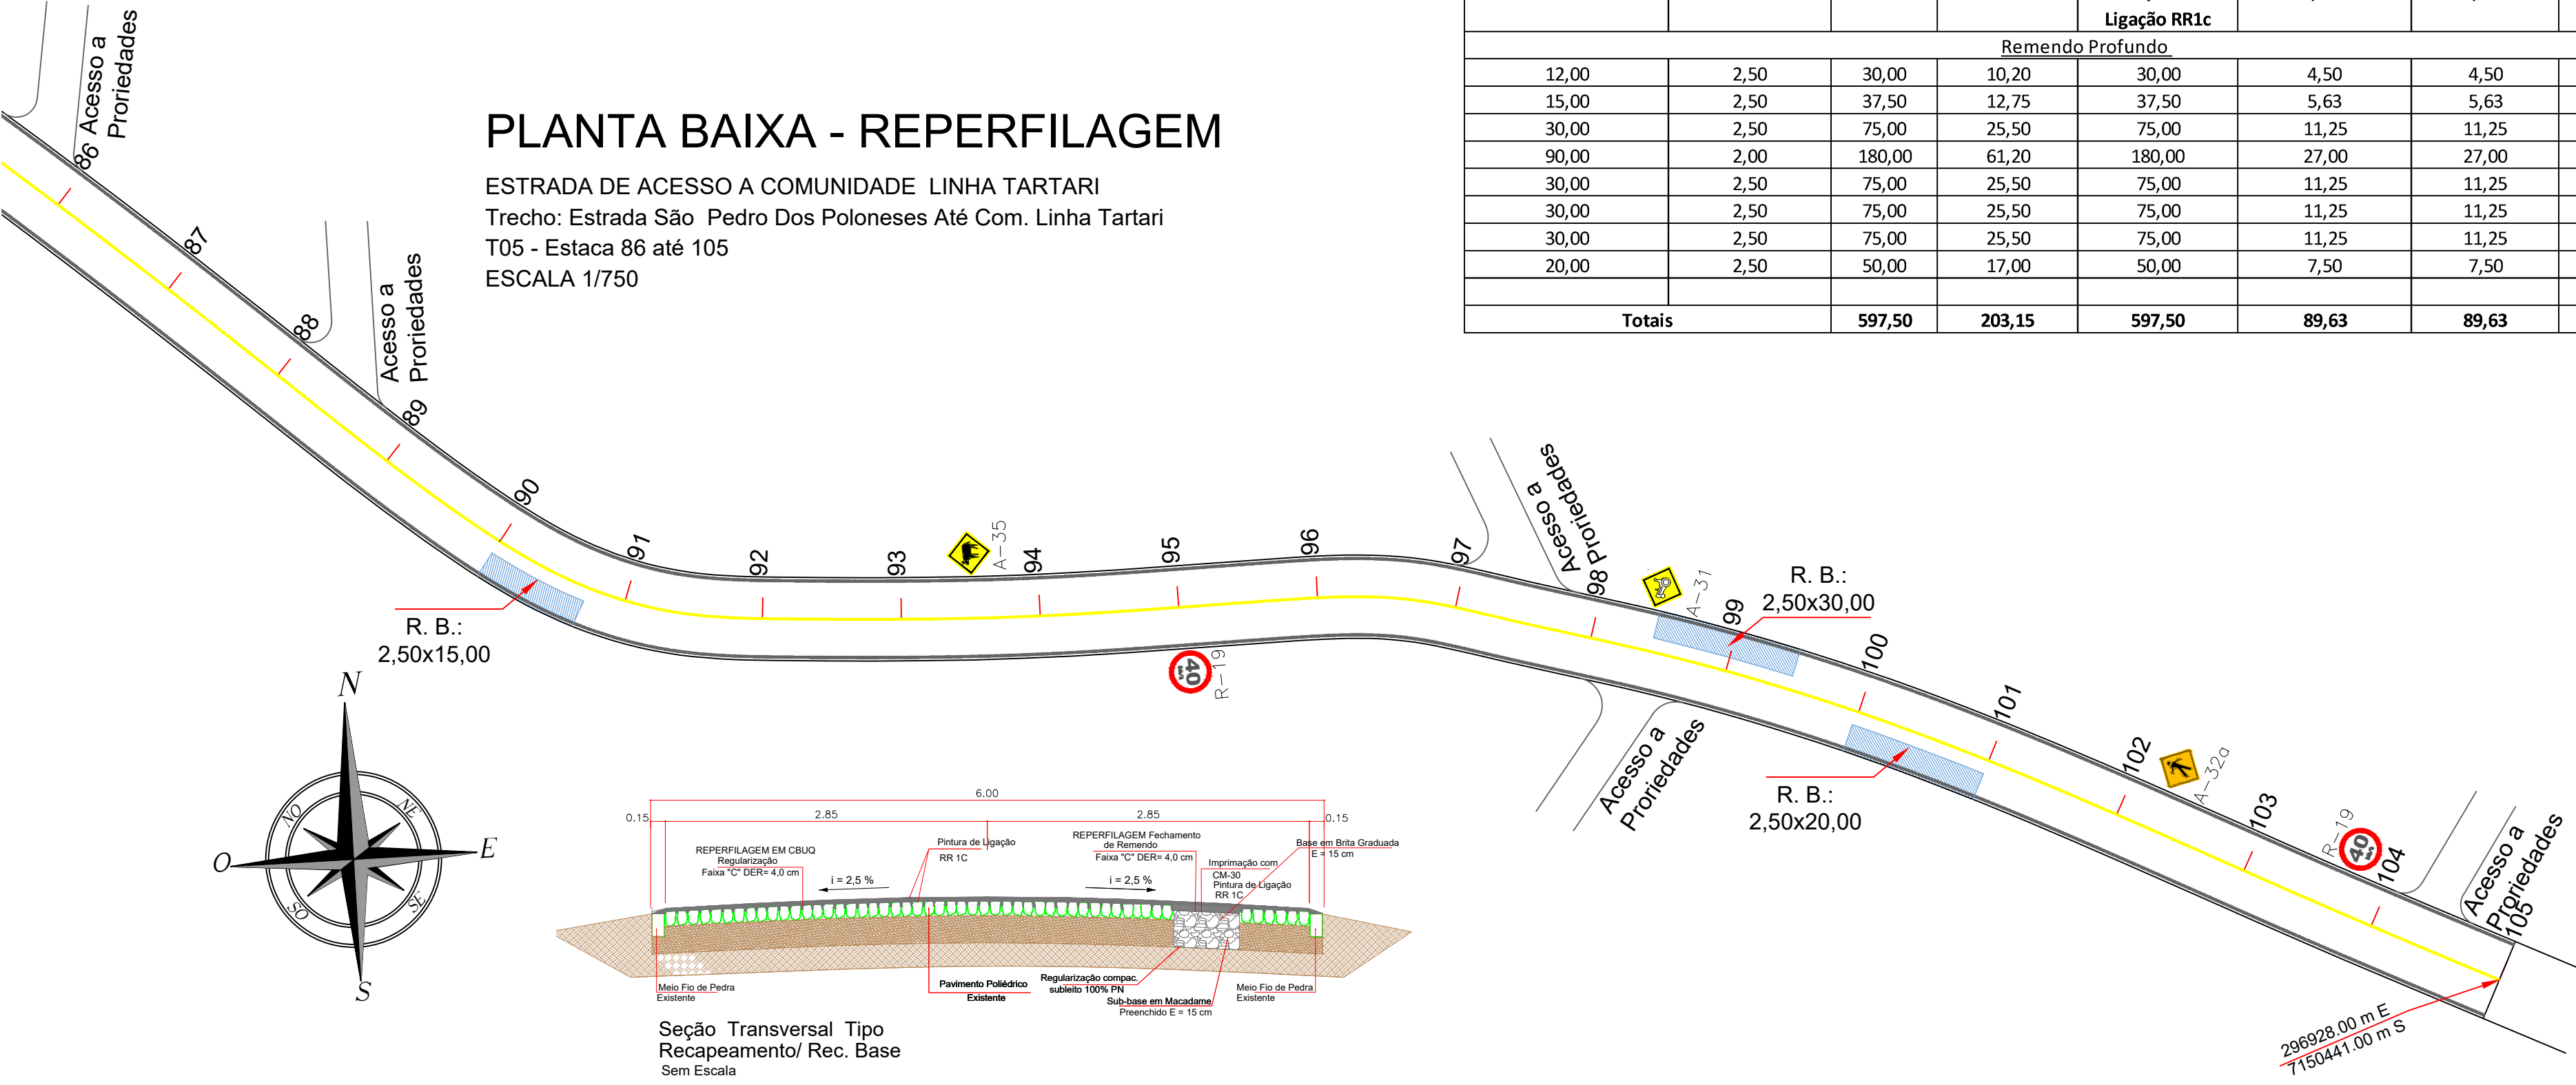 Ligação RR1c
Remendo Profundo
12,00 2,50 30,00 10,20 30,00 4,50 4,50
15,00 2,50 37,50 12,75 37,50 5,63 5,63
30,00 2,50 75,00 25,50 75,00 11,25 11,25
90,00 2,00 180,00 61,20 180,00 27,00 27,00
30,00 2,50 75,00 25,50 75,00 11,25 11,25
30,00 2,50 75,00 25,50 75,00 11,25 11,25
30,00 2,50 75,00 25,50 75,00 11,25 11,25
20,00 2,50 50,00 17,00 50,00 7,50 7,50
Totais 597,50 203,15 597,50 89,63 89,63
PLANTA BAIXA - REPERFILAGEM
ESTRADA DE ACESSO A COMUNIDADE LINHA TARTARI
Trecho: Estrada São Pedro Dos Poloneses Até Com. Linha Tartari
T05 - Estaca 86 até 105
ESCALA 1/750
Acesso a
Proriedades
86
87
88
Acesso a
Proriedades
89
90
91
92
93
A-35
94
95
96
97
Acesso a
Proriedades
98
A-31
99
R. B.:
2,50x30,00
100
101
102
A-32a
103
R-19
40
104
Acesso a
Proriedades
105
R. B.:
2,50x15,00
40
R-19
Acesso a
Proriedades
R. B.:
2,50x20,00
296928.00 m E
7150441.00 m S
N
NO
NE
O
E
SO
SE
S
6.00
0.15
2.85
2.85
0.15
REPERFILAGEM EM CBUQ
Regularização
Faixa "C" DER= 4,0 cm
Pintura de Ligação
RR 1C
REPERFILAGEM Fechamento
de Remendo
Faixa "C" DER= 4,0 cm
Base em Brita Graduada
E = 15 cm
Imprimação com
CM-30
Pintura de Ligação
RR 1C
i = 2,5 %
i = 2,5 %
Meio Fio de Pedra
Existente
Pavimento Poliédrico
Existente
Regularização compac.
subleito 100% PN
Sub-base em Macadame
Preenchido E = 15 cm
Meio Fio de Pedra
Existente
Seção Transversal Tipo
Recapeamento/ Rec. Base
Sem Escala